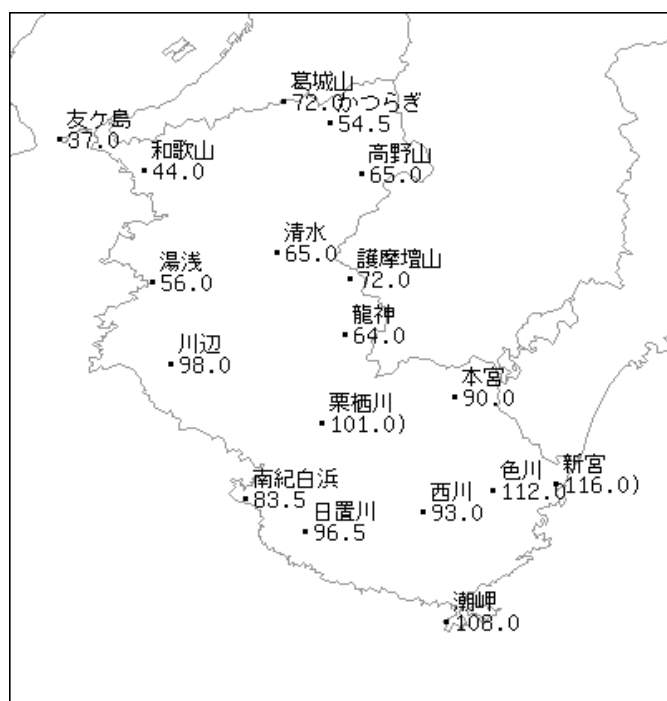 葛城山
72.0
かつらぎ
54.5
友ケ島
37.0
和歌山
44.0
高野山
65.0
清水
65.0
護摩壇山
72.0
湯浅
56.0
龍神
64.0
川辺
98.0
本宮
90.0
栗栖川
101.0)
南紀白浜
83.5
日置川
96.5
西川
93.0
色川
112.0
新宮
116.0)
潮岬
108.0